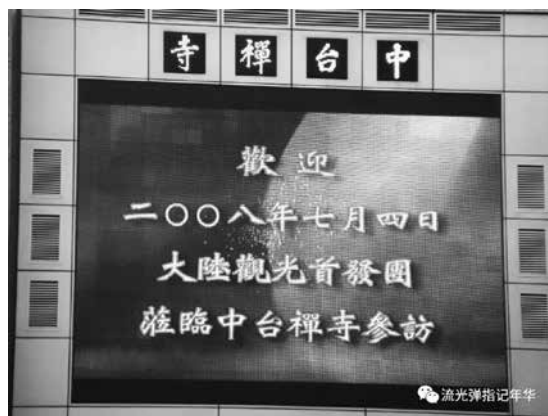 寺禪台中
歡迎
二〇〇八年七月四日
大陸觀光首發團
蒞臨中台禪寺參訪
流光弹指记年华